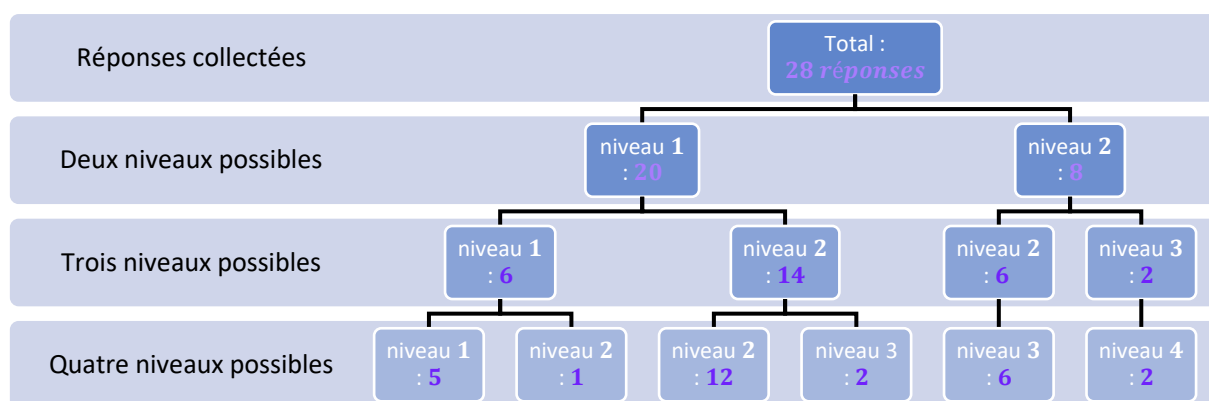 Réponses collectées
Total :
28 réponses
Deux niveaux possibles
niveau 1
: 20
niveau 2
: 8
Trois niveaux possibles
niveau 1
: 6
niveau 2
: 14
niveau 2
: 6
niveau 3
: 2
Quatre niveaux possibles
niveau 1
: 5
niveau 2
: 1
niveau 2
: 12
niveau 3
: 2
niveau 3
: 6
niveau 4
: 2